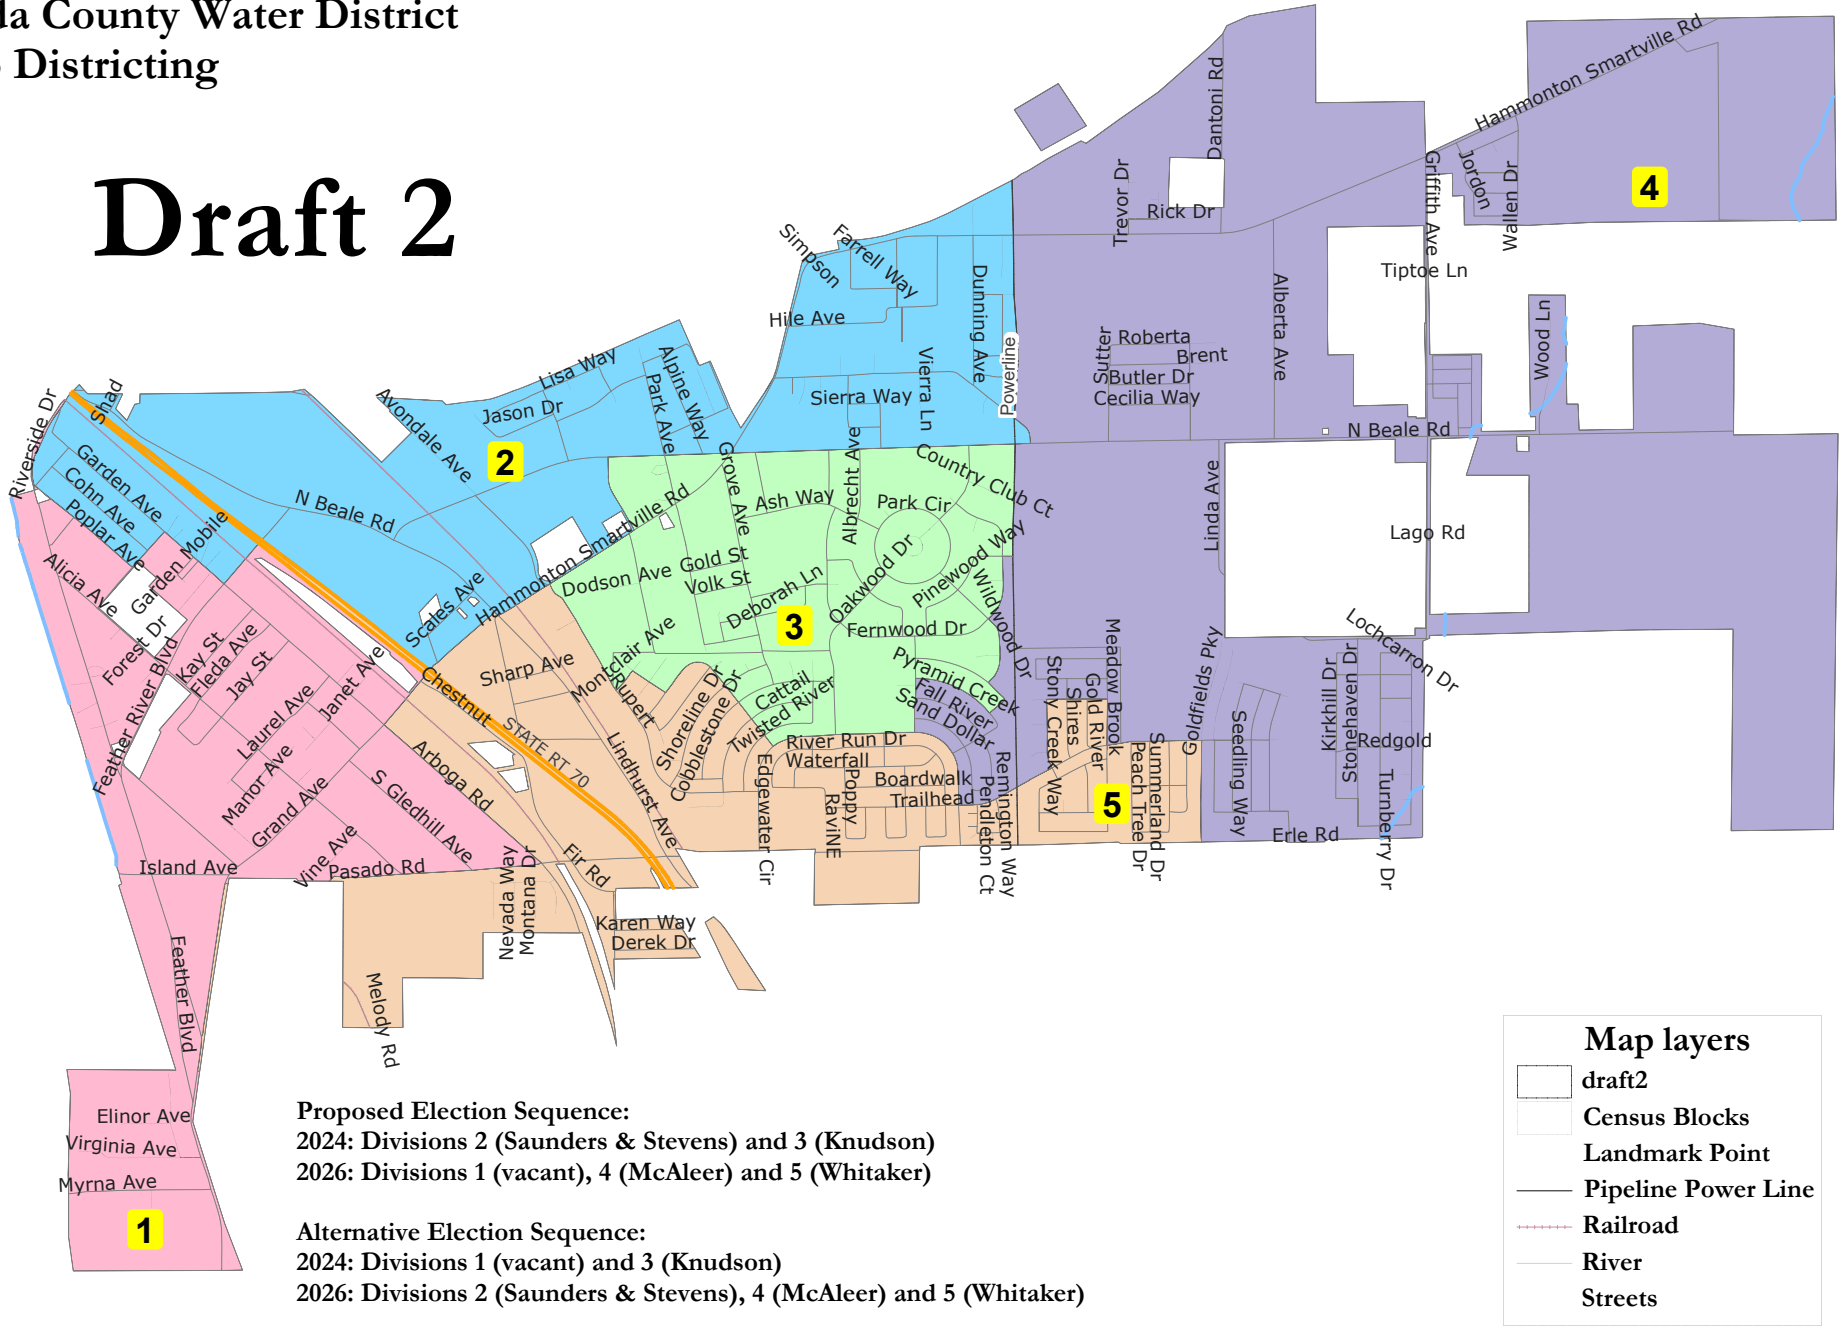 da County Water District
Districting
Draft 2
Hammonton Smartville Rd
Dantoni Rd
Trevor Dr
Rick Dr
Griffith Ave
Jordon
Wallen Dr
4
Tiptoe Ln
Simpson
Farrell Way
Hile Ave
Dunning Ave
Alberta Ave
Wood Ln
Roberta
Brent
Sutter
Butler Dr
Cecilia Way
Powerline
Vierra Ln
Sierra Way
N Beale Rd
Lisa Way
Alpine Way
Park Ave
Jason Dr
Avondale Ave
2
Shad
Riverside Dr
Garden Ave
Cohn Ave
Poplar Ave
N Beale Rd
Mobile
Garden
Alicia Ave
Forest Dr
Scales Ave
Hammonton Smartville Rd
Grove Ave
Ash Way
Albrecht Ave
Country Club Ct
Park Cir
Linda Ave
Lago Rd
Dodson Ave
Gold St
Volk St
Deborah Ln
Oakwood Dr
Pinewood Way
Wildwood Dr
3
Fernwood Dr
Montclair Ave
Rupert
Pyramid Creek
Fall River
Sand Dollar
Cattail
Twisted River
Shoreline Dr
Cobblestone Dr
Sharp Ave
Chestnut
STATE RT 70
Lindhurst Ave
Kay St
Fleda Ave
Jay St
Laurel Ave
Janet Ave
Feather River Blvd
Manor Ave
Grand Ave
Arboga Rd
S Gledhill Ave
Vine Ave
Pasado Rd
Island Ave
River Run Dr
Waterfall
Edgewater Cir
Boardwalk
Trailhead
Poppy
RaviNE
Pendleton Ct
Remington Way
Stony Creek Way
Shires
Gold River
Meadow Brook
5
Peach Tree Dr
Summerland Dr
Goldfields Pky
Seedling Way
Erle Rd
Kirkhill Dr
Stonehaven Dr
Lochcarron Dr
Redgold
Turnberry Dr
Fir Rd
Nevada Way
Montana Dr
Karen Way
Derek Dr
Melody Rd
Feather Blvd
Elinor Ave
Virginia Ave
Myrna Ave
1
Proposed Election Sequence:
2024: Divisions 2 (Saunders & Stevens) and 3 (Knudson)
2026: Divisions 1 (vacant), 4 (McAleer) and 5 (Whitaker)
Alternative Election Sequence:
2024: Divisions 1 (vacant) and 3 (Knudson)
2026: Divisions 2 (Saunders & Stevens), 4 (McAleer) and 5 (Whitaker)
Map layers
draft2
Census Blocks
Landmark Point
Pipeline Power Line
Railroad
River
Streets